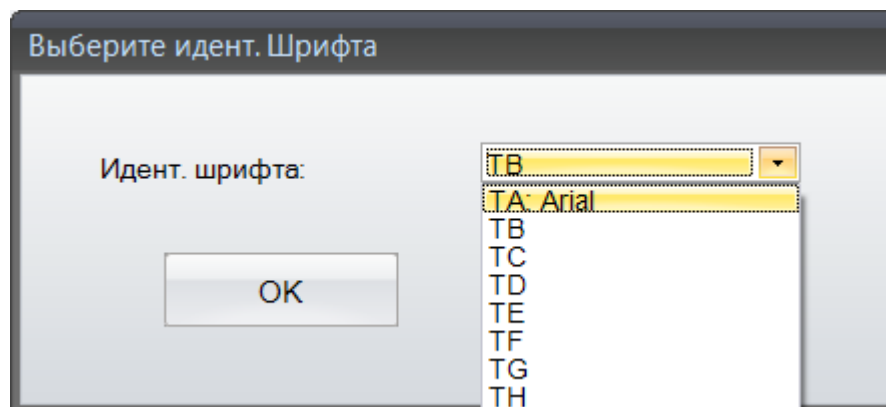 Выберите идент. Шрифта
Идент. шрифта:
TB
TA: Arial
TB
TC
TD
TE
TF
TG
TH
OK